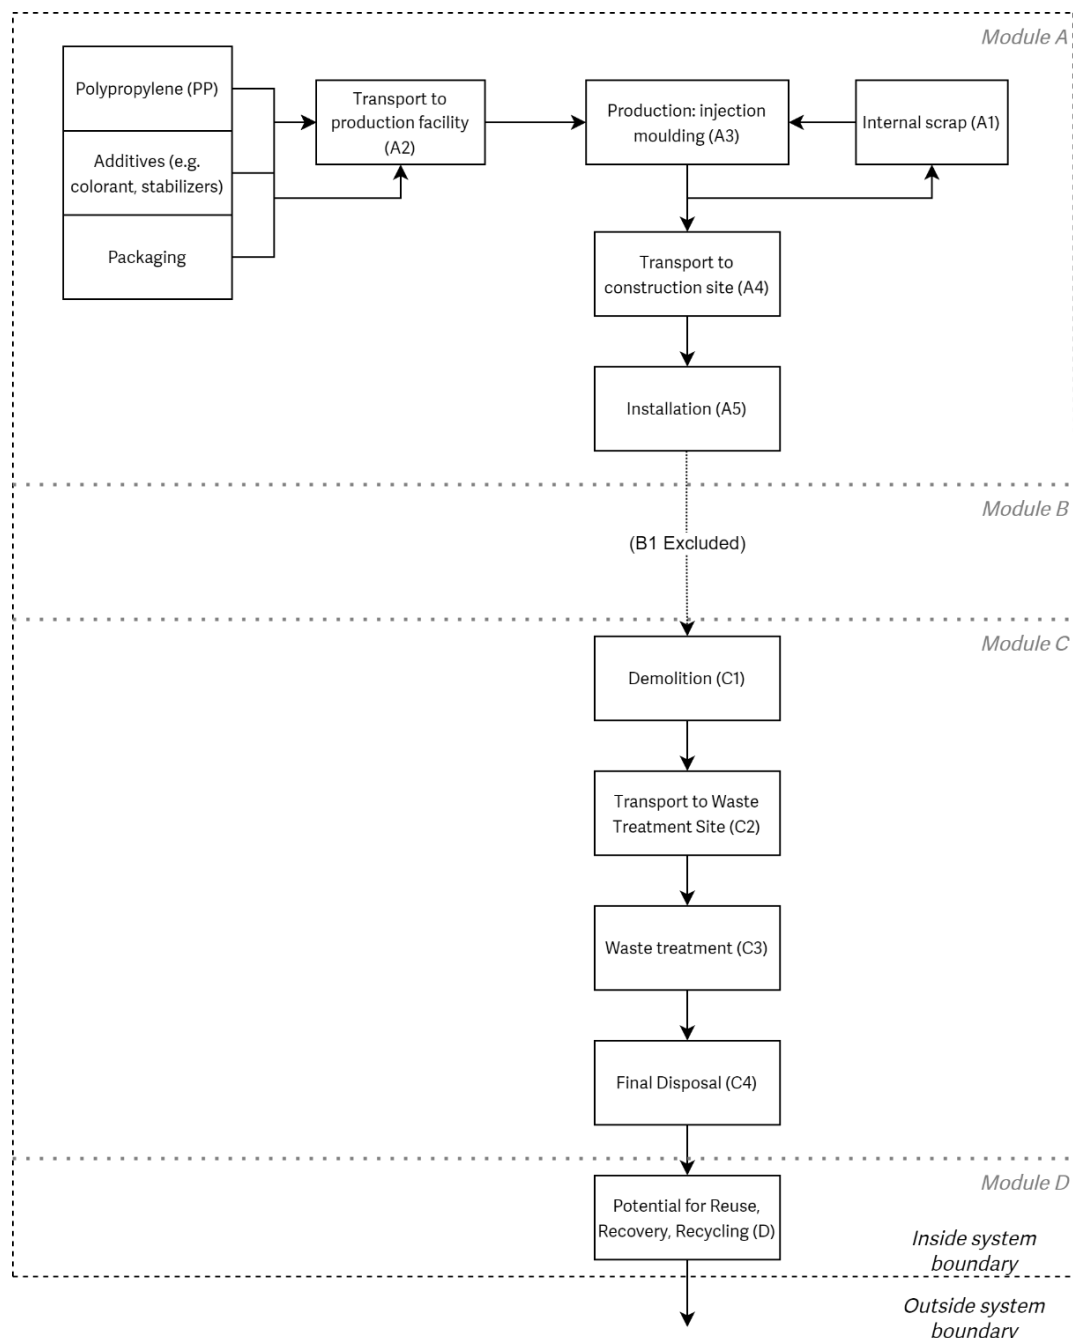 Module A
Polypropylene (PP)
Additives (e.g.
colorant, stabilizers)
Packaging
Transport to
production facility
(A2)
Production: injection
moulding (A3)
Internal scrap (A1)
Transport to
construction site (A4)
Installation (A5)
Module B
(B1 Excluded)
Module C
Demolition (C1)
Transport to Waste
Treatment Site (C2)
Waste treatment (C3)
Final Disposal (C4)
Module D
Potential for Reuse,
Recovery, Recycling (D)
Inside system
boundary
Outside system
boundary